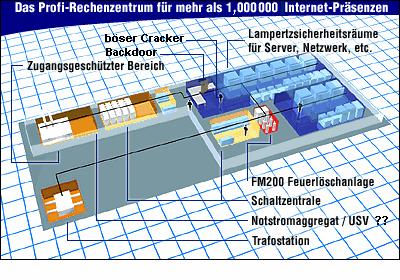 Das Profi-Rechenzentrum für mehr als 1,000000 Internet-Präsenzen
böser Cracker
Backdoor
Lampertzsicherheitsräume
für Server, Netzwerk, etc.
Zugangsgeschützter Bereich
FM200 Feuerlöschanlage
Schaltzentrale
Notstromaggregat / USV ??
Trafostation